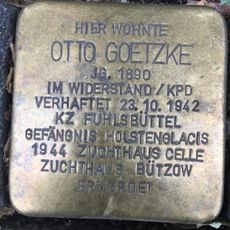 HIER WOHNTE
OTTO GOETZKE
JG. 1890
IM WIDERSTAND / KPD
VERHAFTET 23.10.1942
KZ FUHLSBÜTTEL
GEFÄNGNIS HOLSTENGLACIS
1944 ZUCHTHAUS CELLE
ZUCHTHAUS BÜTZOW
ERMORDET